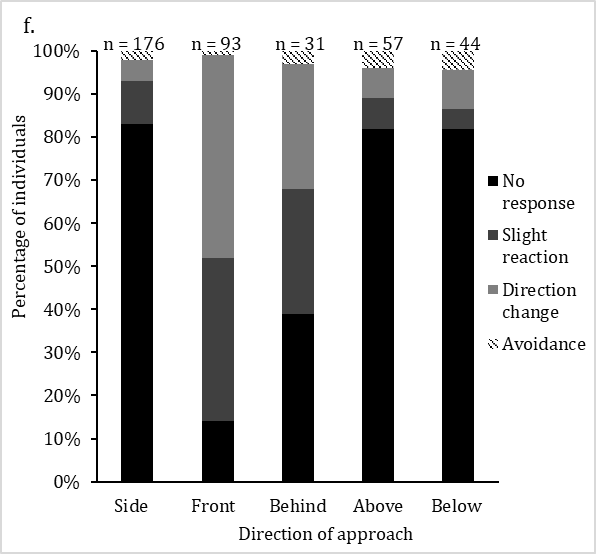 f.
n = 176 n = 93 n = 31 n = 57 n = 44
100%
90%
80%
70%
60%
50%
40%
30%
20%
10%
0%
Percentage of individuals
Side Front Behind Above Below
Direction of approach
No
response
Slight
reaction
Direction
change
Avoidance